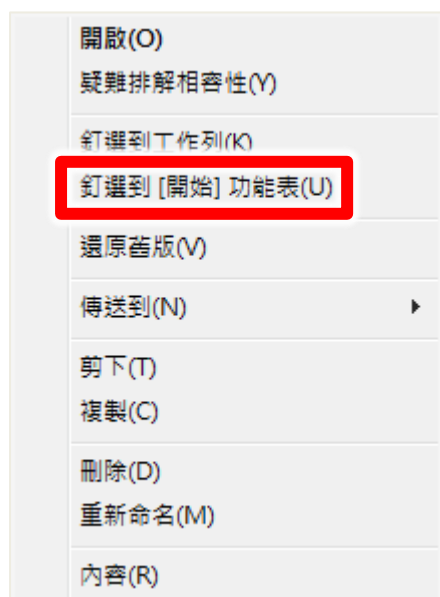 開啟(O)
疑難排解相容性(Y)
釘選到工作列(K)
釘選到 [開始] 功能表(U)
還原舊版(V)
傳送到(N)
剪下(T)
複製(C)
刪除(D)
重新命名(M)
內容(R)